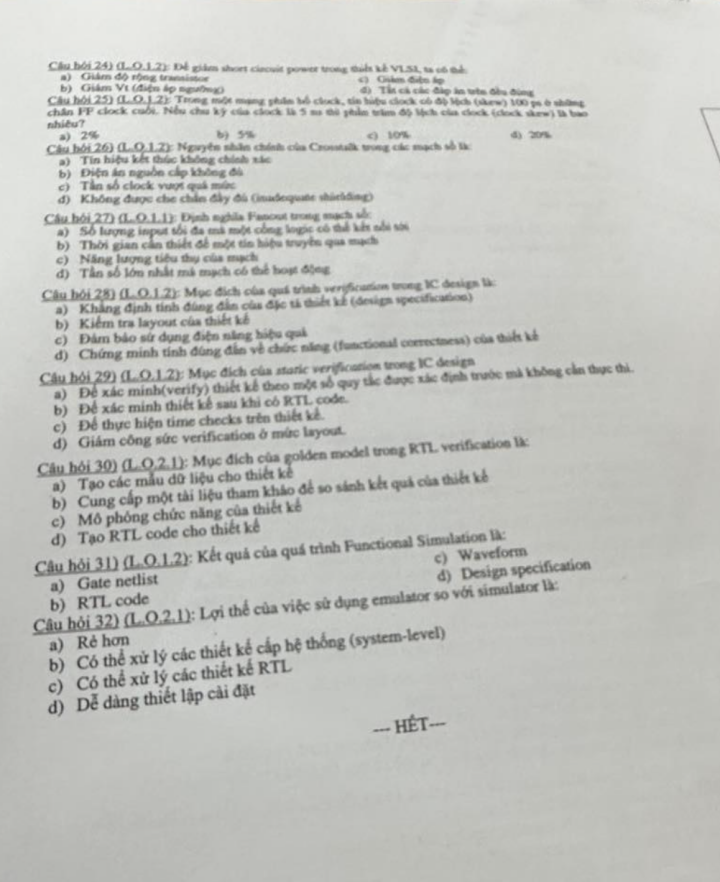 Câu hỏi 24) (L.O.1.2): Để giảm short circuit power trong thiết kế VLSI, ta có thể:
a) Giảm độ rộng transistor c) Giảm điện áp
b) Giảm Vt (điện áp ngưỡng) d) Tất cả các đáp án trên đều đúng
Câu hỏi 25) (L.O.1.2): Trong một mạng phân bố clock, tín hiệu clock có độ lệch (skew) 100 ps ở những
chân FF clock cuối. Nếu chu kỳ của clock là 5 ns thì phần trăm độ lệch của clock (clock skew) là bao
nhiêu?
a) 2% b) 5% c) 10% d) 20%
Câu hỏi 26) (L.O.1.2): Nguyên nhân chính của Crosstalk trong các mạch số là:
a) Tín hiệu kết thúc không chính xác
b) Điện án nguồn cấp không đủ
c) Tần số clock vượt quá mức
d) Không được che chắn đầy đủ (inadequate shielding)
Câu hỏi 27) (L.O.1.1): Định nghĩa Fanout trong mạch số:
a) Số lượng input tối đa mà một cổng logic có thể kết nối tới
b) Thời gian cần thiết để một tín hiệu truyền qua mạch
c) Năng lượng tiêu thụ của mạch
d) Tần số lớn nhất mà mạch có thể hoạt động
Câu hỏi 28) (L.O.1.2): Mục đích của quá trình verification trong IC design là:
a) Khẳng định tính đúng đắn của đặc tả thiết kế (design specification)
b) Kiểm tra layout của thiết kế
c) Đảm bảo sử dụng điện năng hiệu quả
d) Chứng minh tính đúng đắn về chức năng (functional correctness) của thiết kế
Câu hỏi 29) (L.O.1.2): Mục đích của static verification trong IC design
a) Để xác minh(verify) thiết kế theo một số quy tắc được xác định trước mà không cần thực thi.
b) Để xác minh thiết kế sau khi có RTL code.
c) Để thực hiện time checks trên thiết kế.
d) Giảm công sức verification ở mức layout.
Câu hỏi 30) (L.O.2.1): Mục đích của golden model trong RTL verification là:
a) Tạo các mẫu dữ liệu cho thiết kế
b) Cung cấp một tài liệu tham khảo để so sánh kết quả của thiết kế
c) Mô phỏng chức năng của thiết kế
d) Tạo RTL code cho thiết kế
Câu hỏi 31) (L.O.1.2): Kết quả của quá trình Functional Simulation là:
a) Gate netlist c) Waveform
b) RTL code d) Design specification
Câu hỏi 32) (L.O.2.1): Lợi thế của việc sử dụng emulator so với simulator là:
a) Rẻ hơn
b) Có thể xử lý các thiết kế cấp hệ thống (system-level)
c) Có thể xử lý các thiết kế RTL
d) Dễ dàng thiết lập cài đặt
--- HẾT---